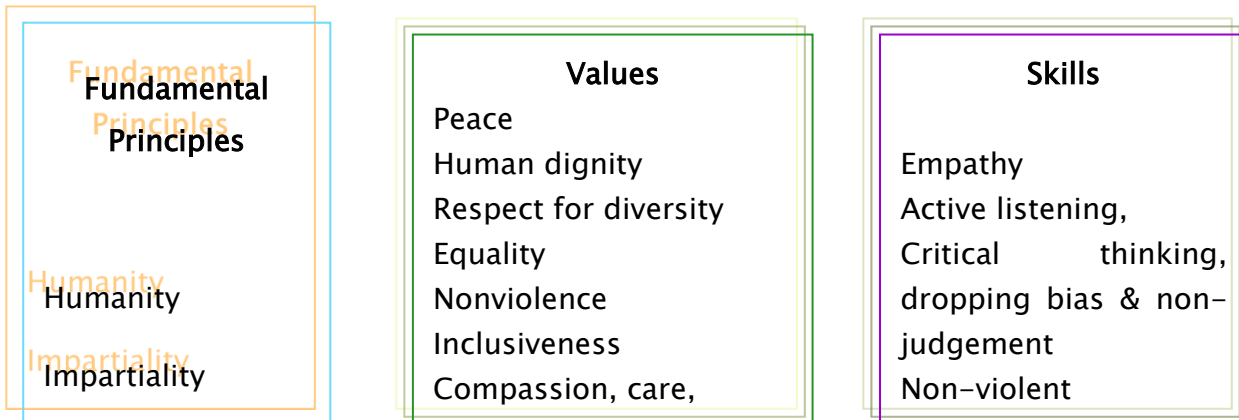 Fundamental
Principles
Humanity
Impartiality
Values
Peace
Human dignity
Respect for diversity
Equality
Nonviolence
Inclusiveness
Compassion, care,
Skills
Empathy
Active listening,
Critical thinking,
dropping bias & non-
judgement
Non-violent